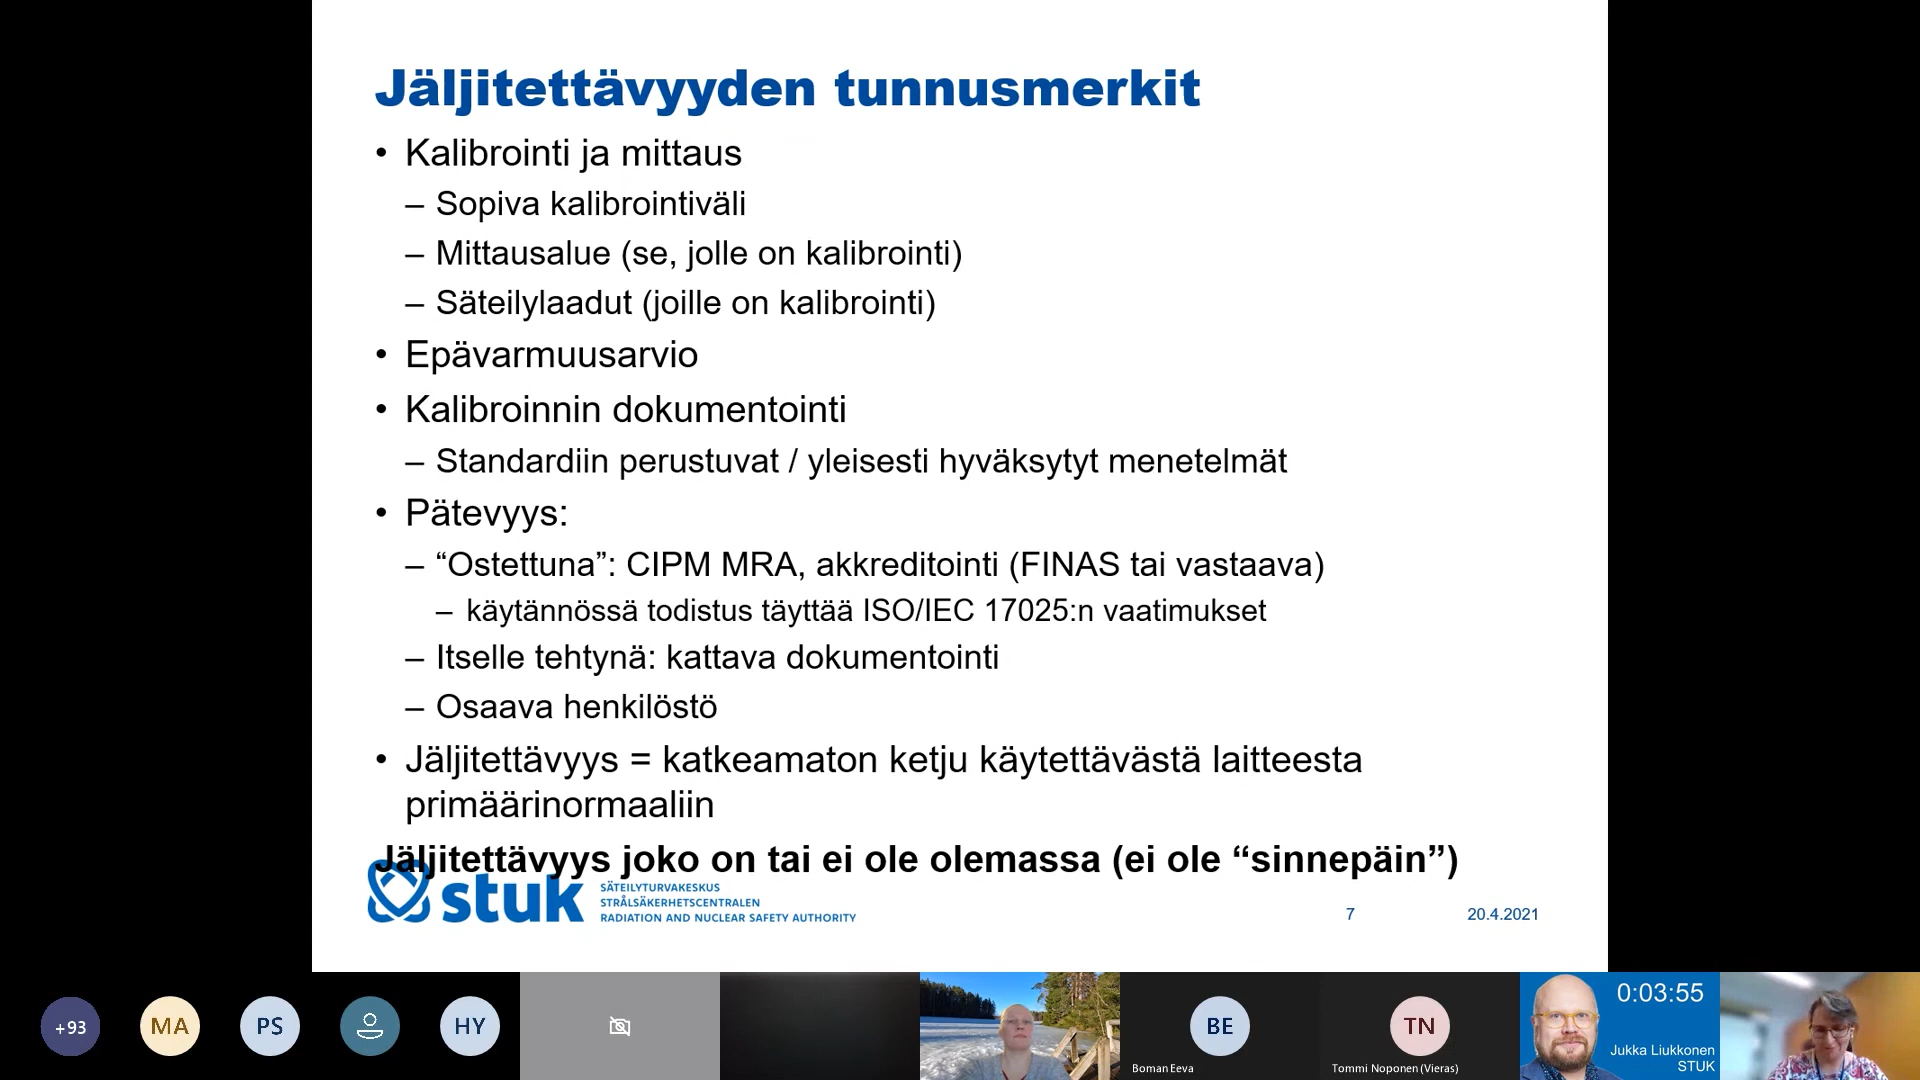 Jäljitettävyyden tunnusmerkit
• Kalibrointi ja mittaus
– Sopiva kalibrointiväli
– Mittausalue (se, jolle on kalibrointi)
– Säteilylaadut (joille on kalibrointi)
• Epävarmuusarvio
• Kalibroinnin dokumentointi
– Standardiin perustuvat / yleisesti hyväksytyt menetelmät
• Pätevyys:
– “Ostettuna”: CIPM MRA, akkreditointi (FINAS tai vastaava)
– käytännössä todistus täyttää ISO/IEC 17025:n vaatimukset
– Itselle tehtynä: kattava dokumentointi
– Osaava henkilöstö
• Jäljitettävyys = katkeamaton ketju käytettävästä laitteesta
primäärinormaaliin
Jäljitettävyys joko on tai ei ole olemassa (ei ole “sinnepäin”)
stuk
SÄTEILYTURVAKESKUS
STRÅLSÄKERHETSCENTRALEN
RADIATION AND NUCLEAR SAFETY AUTHORITY
7
20.4.2021
+93
MA
PS
HY
BE
Boman Eeva
TN
Tommi Noponen (Vieras)
0:03:55
Jukka Liukkonen
STUK